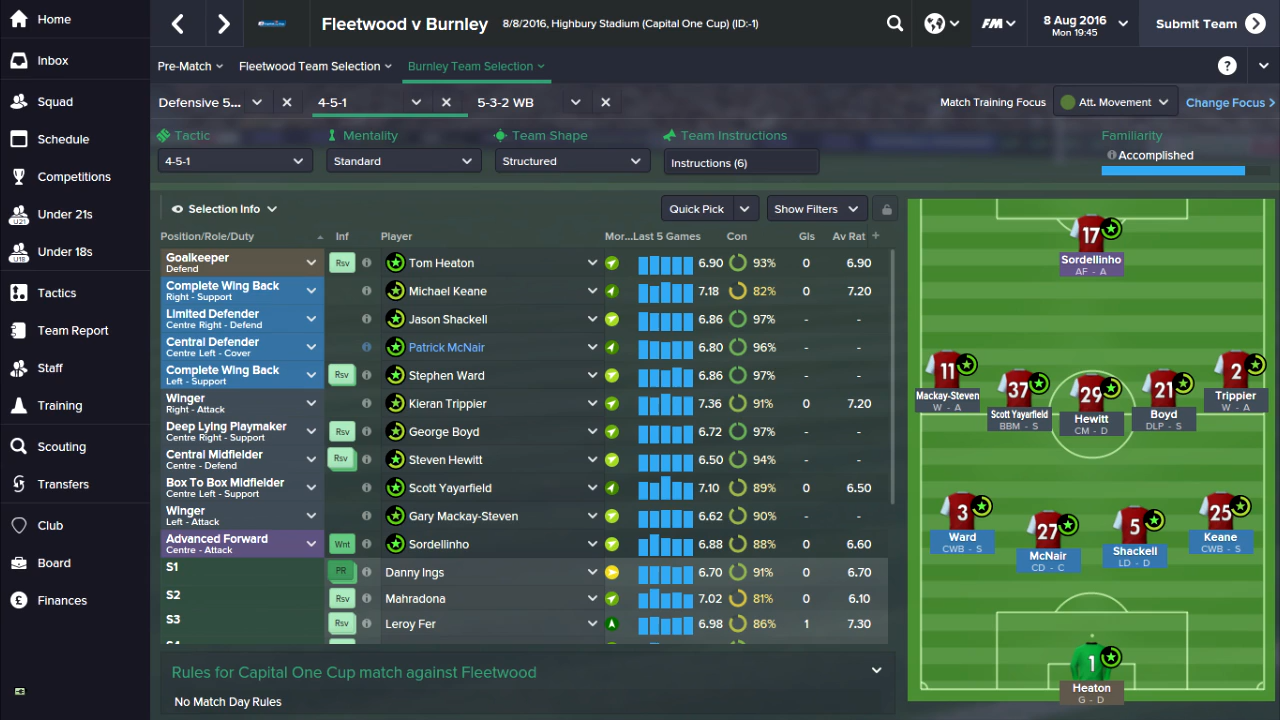 Home
Inbox
Squad
Schedule
Competitions
U21
Under 21s
U18
Under 18s
Tactics
Team Report
Staff
Training
Scouting
Transfers
Club
Board
Finances
Fleetwood v Burnley
8/8/2016, Highbury Stadium (Capital One Cup) (ID:-1)
FM
8 Aug 2016
Mon 19:45
Submit Team
Pre-Match
Fleetwood Team Selection
Burnley Team Selection
?
Defensive 5...
4-5-1
5-3-2 WB
Match Training Focus
Att. Movement
Change Focus
Tactic
Mentality
Team Shape
Team Instructions
Familiarity
4-5-1
Standard
Structured
Instructions (6)
Accomplished
Selection Info
Quick Pick
Show Filters
Position/Role/Duty Inf Player Mor... Last 5 Games Con Gls Av Rat +
Goalkeeper
Defend
Rsv Tom Heaton 6.90 93% 0 6.90
Complete Wing Back
Right - Support
Michael Keane 7.18 82% 0 7.20
Limited Defender
Centre Right - Defend
Jason Shackell 6.86 97% - -
Central Defender
Centre Left - Cover
Patrick McNair 6.80 96% - -
Complete Wing Back
Left - Support
Rsv Stephen Ward 6.86 97% - -
Winger
Right - Attack
Kieran Trippier 7.36 91% 0 7.20
Deep Lying Playmaker
Centre Right - Support
Rsv George Boyd 6.72 97% - -
Central Midfielder
Centre - Defend
Rsv Steven Hewitt 6.50 94% - -
Box To Box Midfielder
Centre Left - Support
Scott Yayarfield 7.10 89% 0 6.50
Winger
Left - Attack
Gary Mackay-Steven 6.62 90% - -
Advanced Forward
Centre - Attack
Wnt Sordellinho 6.88 88% 0 6.60
S1 PR Danny Ings 6.70 91% 0 6.70
S2 Rsv Mahradona 7.02 81% 0 6.10
S3 Rsv Leroy Fer 6.98 86% 1 7.30
Rules for Capital One Cup match against Fleetwood
No Match Day Rules
17
Sordellinho
AF - A
11
Mackay-Steven
W - A
37
Scott Yayarfield
BBM - S
29
Hewitt
CM - D
21
Boyd
DLP - S
2
Trippier
W - A
3
Ward
CWB - S
27
McNair
CD - C
5
Shackell
LD - D
25
Keane
CWB - S
1
Heaton
G - D